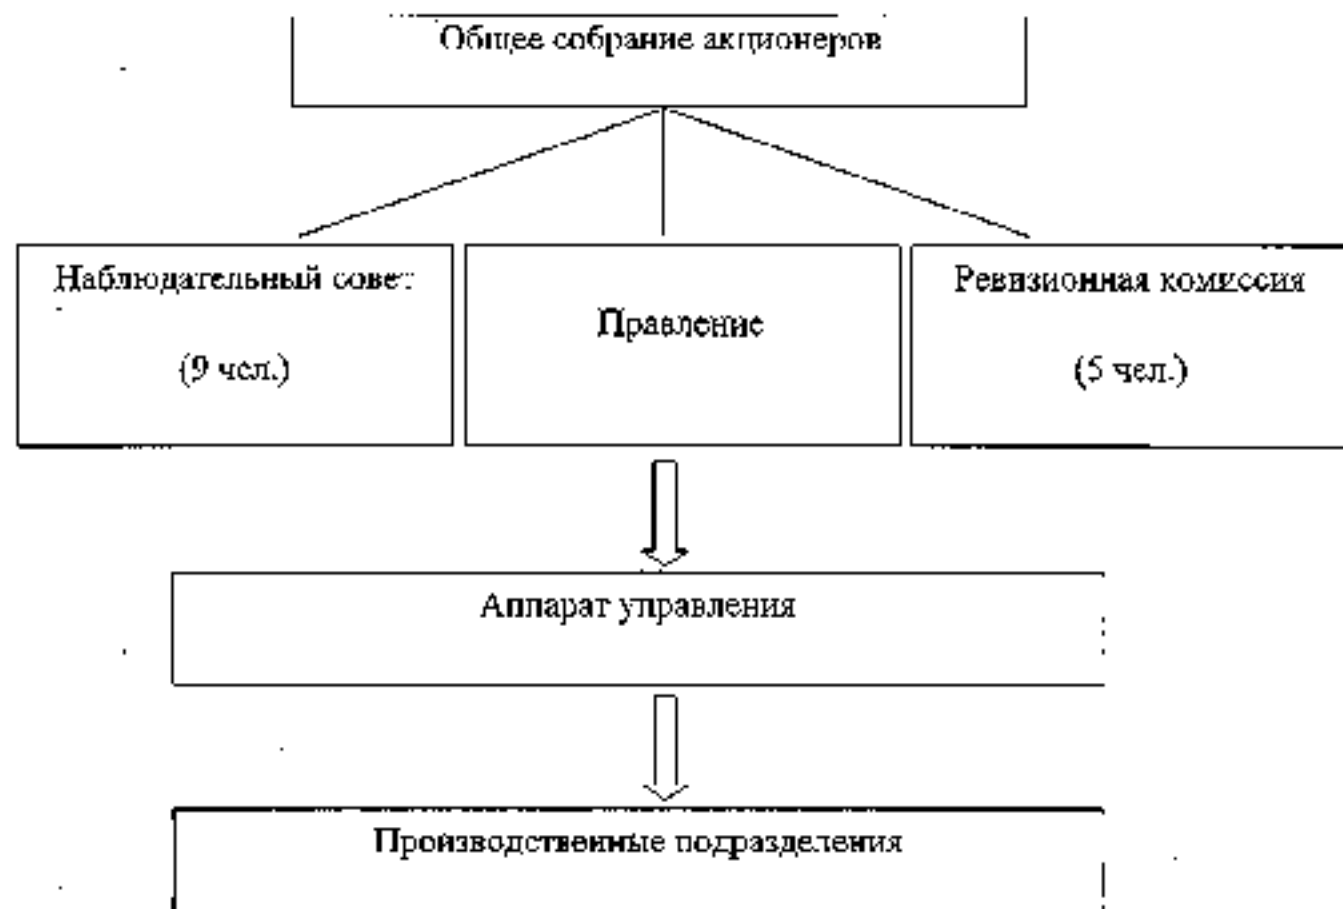 Общее собрание акционеров
Наблюдательный совет
(9 чел.)
Правление
Ревизионная комиссия
(5 чел.)
Аппарат управления
Производственные подразделения